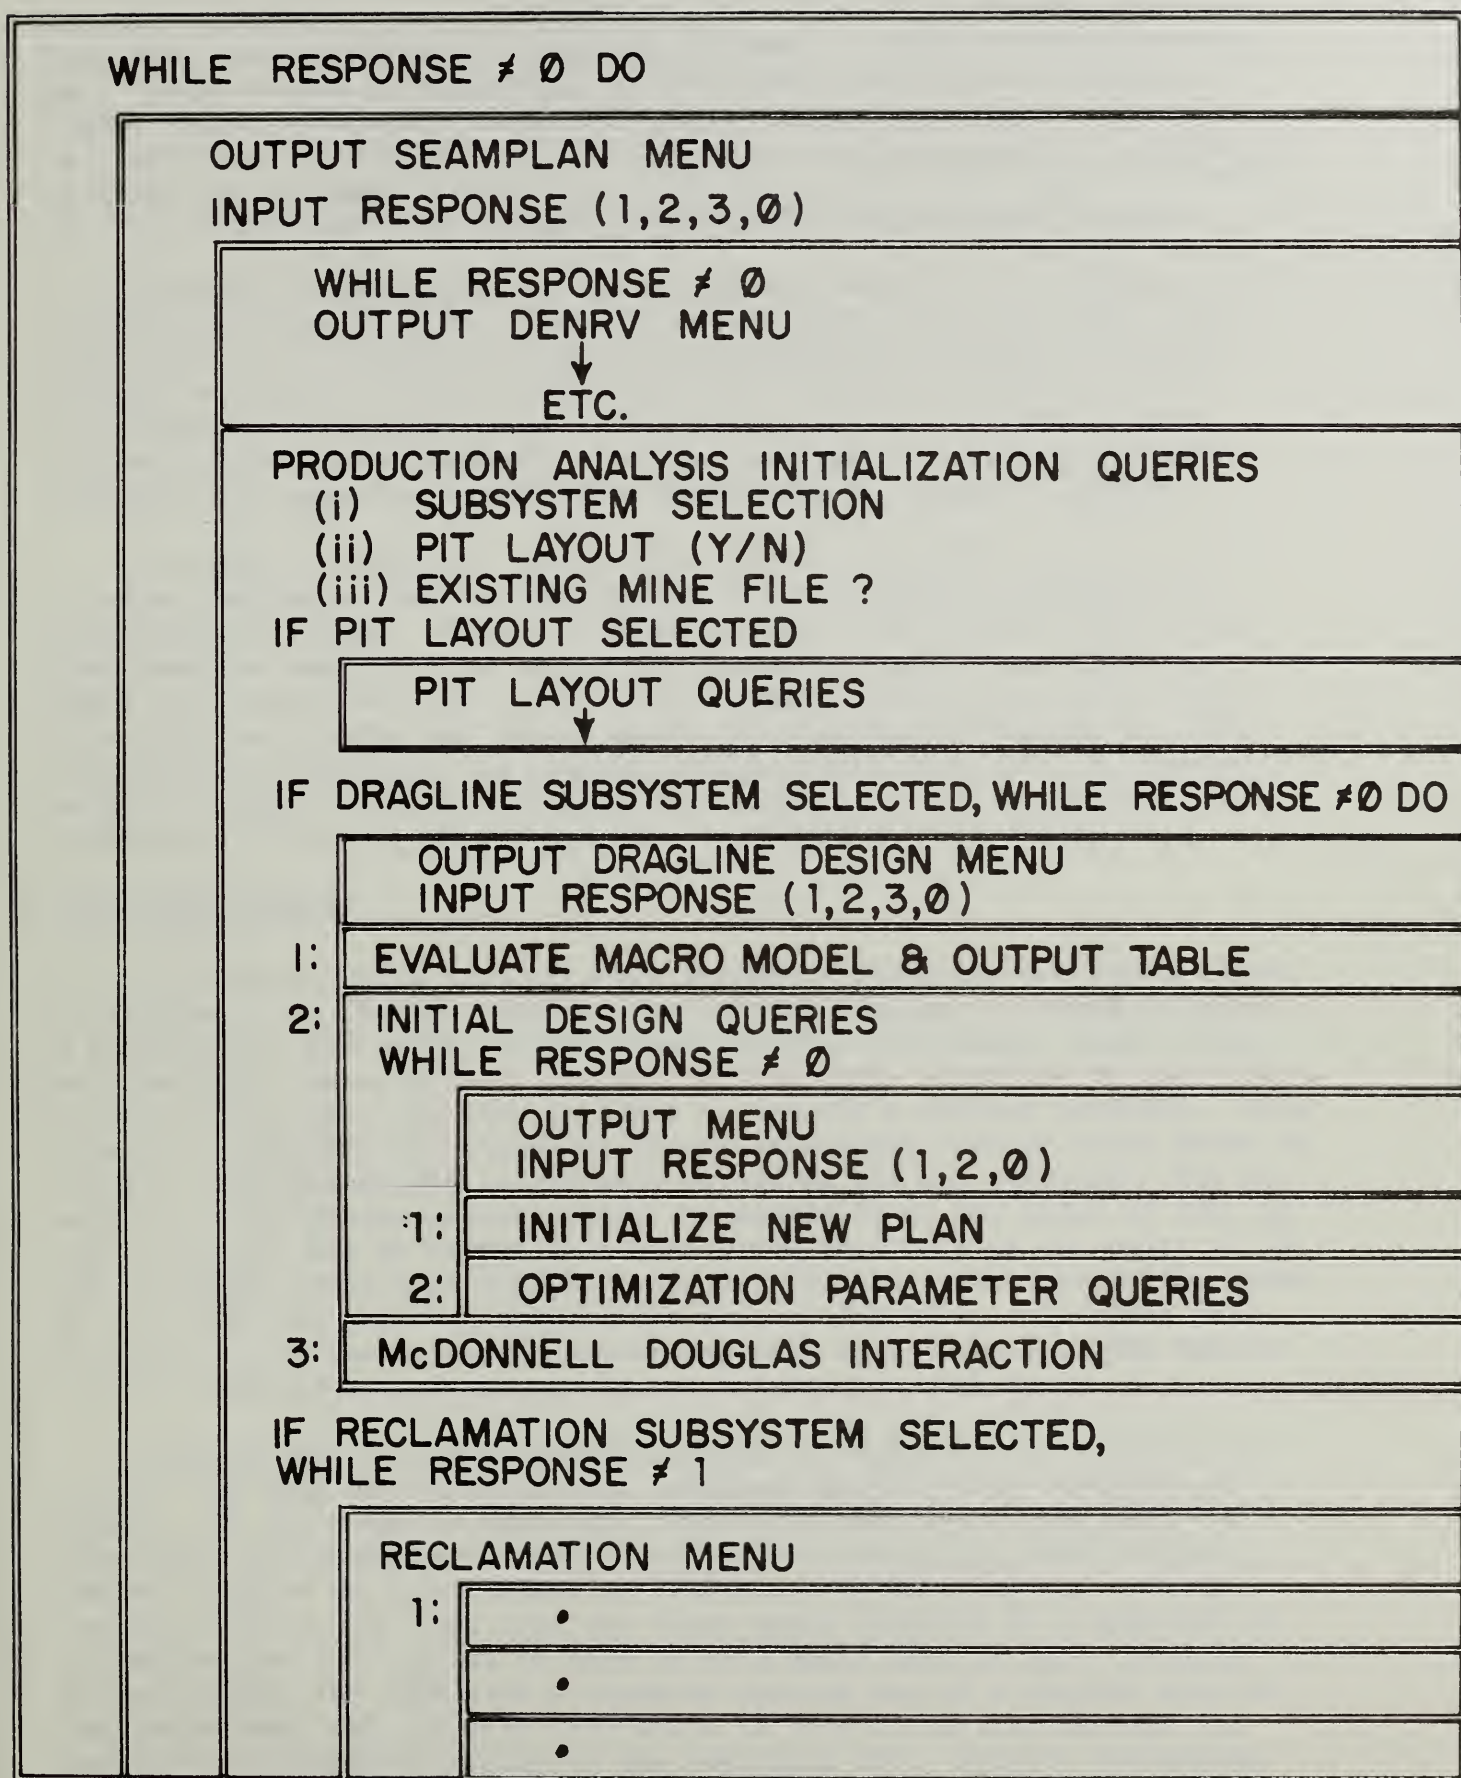 WHILE RESPONSE ≠ Ø DO
OUTPUT SEAMPLAN MENU
INPUT RESPONSE (1,2,3,Ø)
WHILE RESPONSE ≠ Ø
OUTPUT DENRV MENU
ETC.
PRODUCTION ANALYSIS INITIALIZATION QUERIES
(i) SUBSYSTEM SELECTION
(ii) PIT LAYOUT (Y/N)
(iii) EXISTING MINE FILE ?
IF PIT LAYOUT SELECTED
PIT LAYOUT QUERIES
IF DRAGLINE SUBSYSTEM SELECTED, WHILE RESPONSE ≠Ø DO
OUTPUT DRAGLINE DESIGN MENU
INPUT RESPONSE (1,2,3,Ø)
1: EVALUATE MACRO MODEL & OUTPUT TABLE
2: INITIAL DESIGN QUERIES
WHILE RESPONSE ≠ Ø
OUTPUT MENU
INPUT RESPONSE (1,2,Ø)
1: INITIALIZE NEW PLAN
2: OPTIMIZATION PARAMETER QUERIES
3: McDONNELL DOUGLAS INTERACTION
IF RECLAMATION SUBSYSTEM SELECTED,
WHILE RESPONSE ≠ 1
RECLAMATION MENU
1: •
•
•